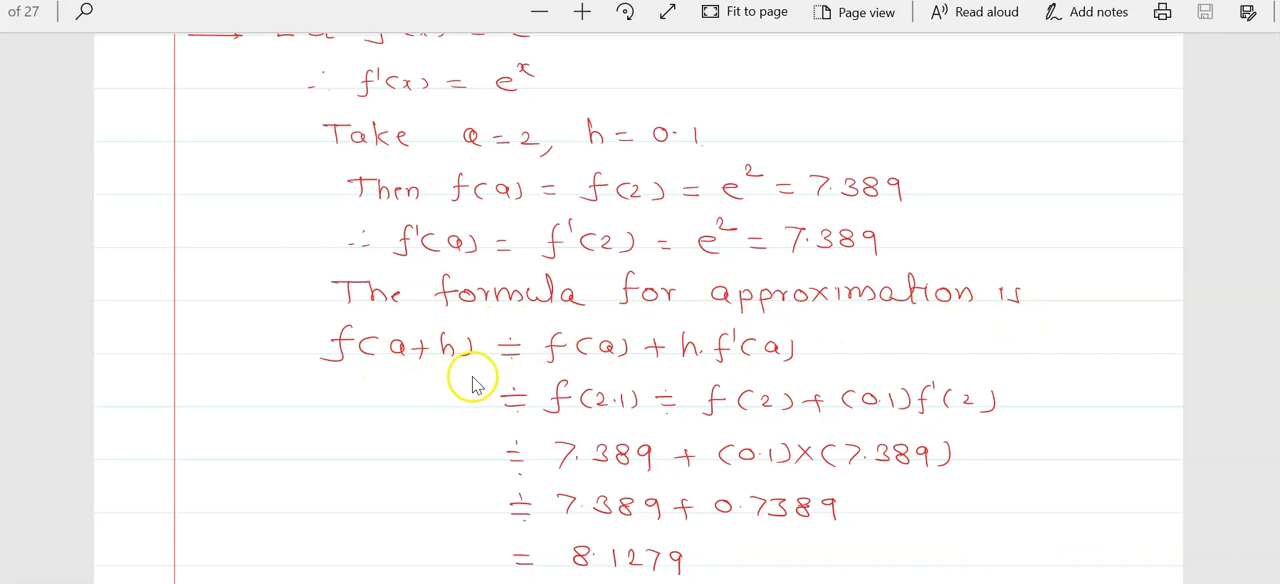 of 27
Fit to page
Page view
Read aloud
Add notes
∴ f'(x) = e^x
Take a = 2, h = 0.1
Then f(a) = f(2) = e^2 = 7.389
∴ f'(a) = f'(2) = e^2 = 7.389
The formula for approximation is
f(a+h) ≑ f(a) + h.f'(a)
≑ f(2.1) ≑ f(2) + (0.1)f'(2)
≑ 7.389 + (0.1)×(7.389)
≑ 7.389 + 0.7389
= 8.1279